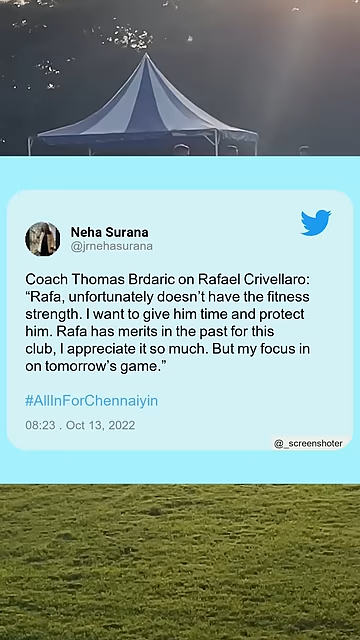 Neha Surana
@jrnehasurana
Coach Thomas Brdaric on Rafael Crivellaro:
“Rafa, unfortunately doesn’t have the fitness
strength. I want to give him time and protect
him. Rafa has merits in the past for this
club, I appreciate it so much. But my focus in
on tomorrow’s game.”
#AllInForChennaiyin
08:23 . Oct 13, 2022
@_screenshoter